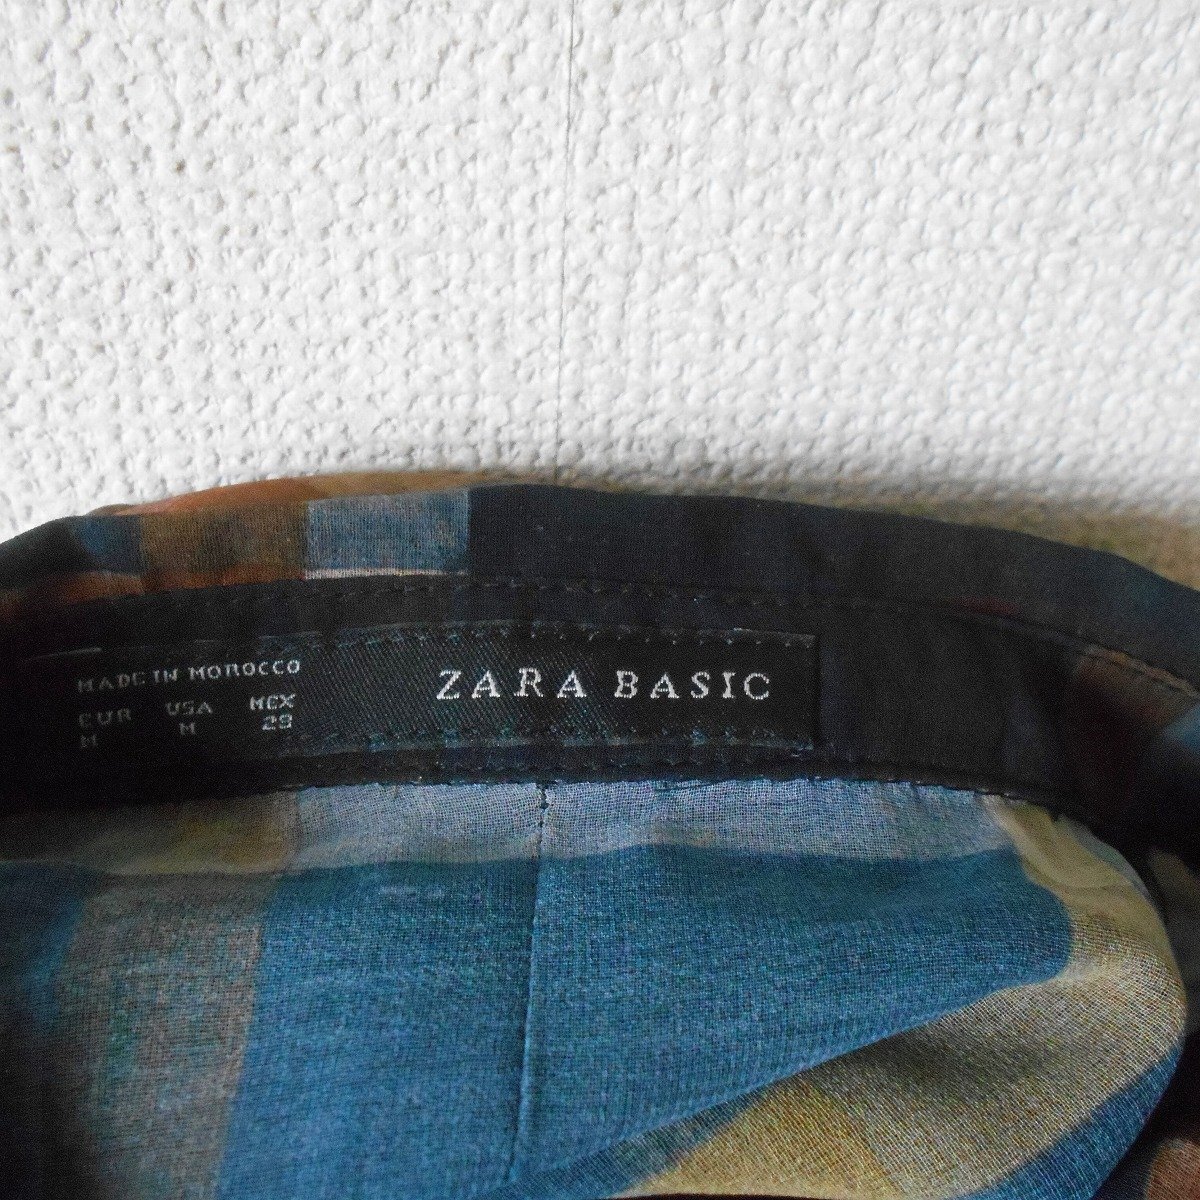 MADE IN MOROCCO
EUR USA MEX
M M 28
ZARA BASIC